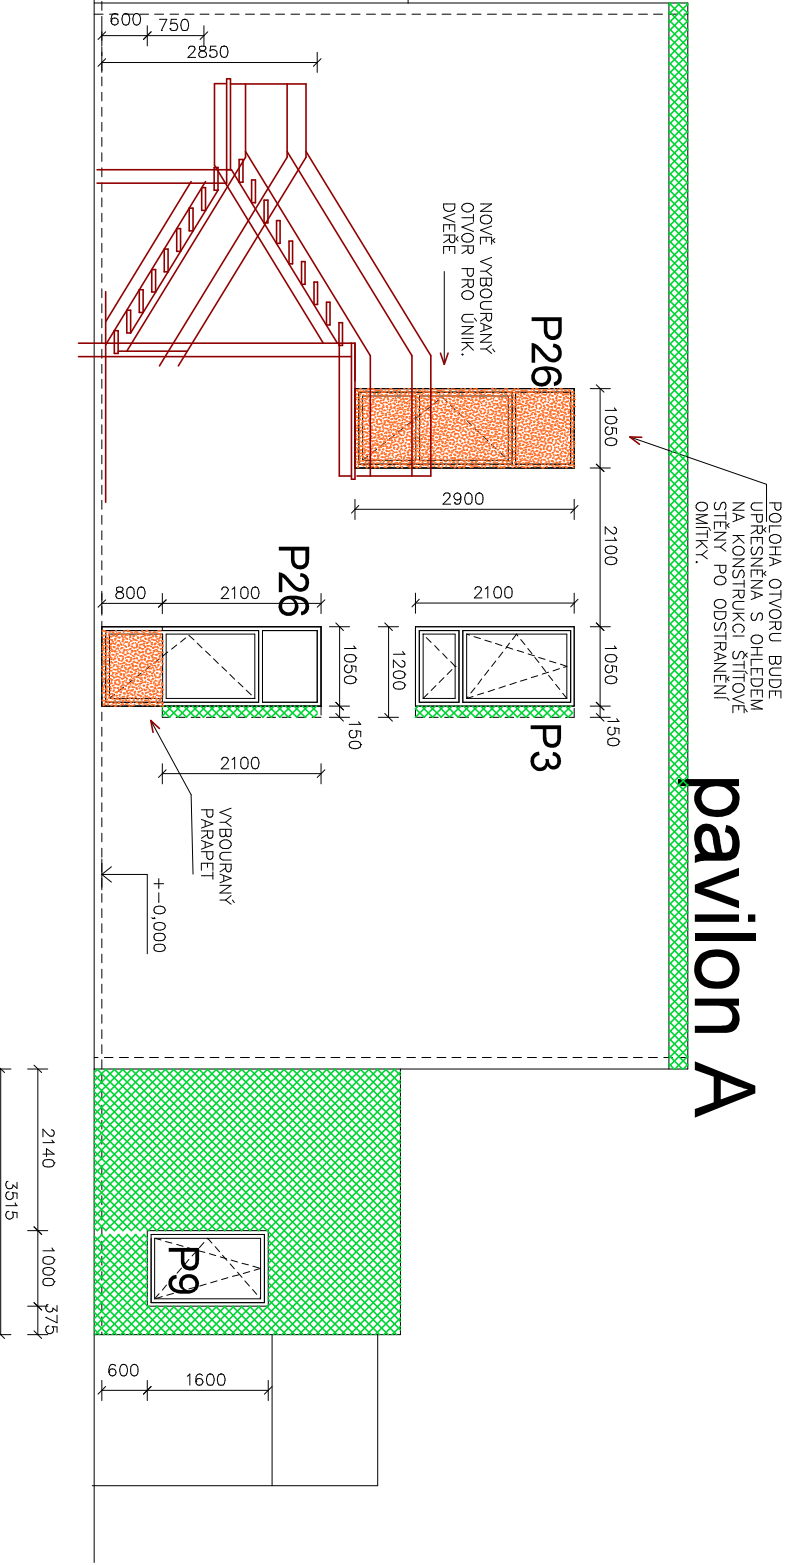 pavilon A
POLOHA OTVORU BUDE
UPŘESNĚNA S OHLEDEM
NA KONSTRUKCI ŠTÍTOVÉ
STĚNY PO ODSTRANĚNÍ
OMÍTKY.
1050
2100
1050
150
P26
P3
NOVĚ VYBOURANÝ
OTVOR PRO ÚNIK.
DVEŘE
2900
2100
1200
1050
150
P26
800
2100
2100
VYBOURANÝ
PARAPET
+-0,000
600
750
2850
P9
600
1600
2140
1000
375
3515